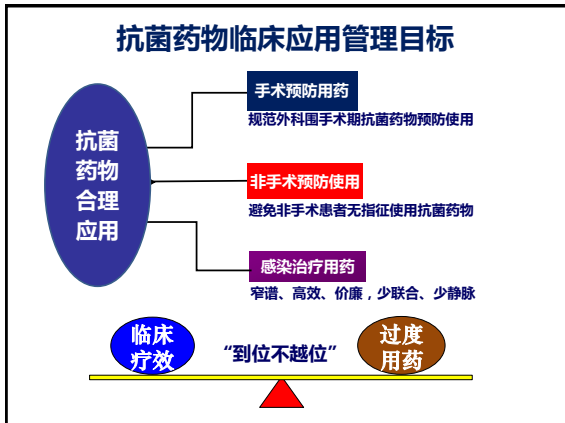 抗菌药物临床应用管理目标
抗菌
药物
合理
应用
手术预防用药
规范外科围手术期抗菌药物预防使用
非手术预防使用
避免非手术患者无指征使用抗菌药物
感染治疗用药
窄谱、高效、价廉，少联合、少静脉
临床
疗效
“到位不越位”
过度
用药